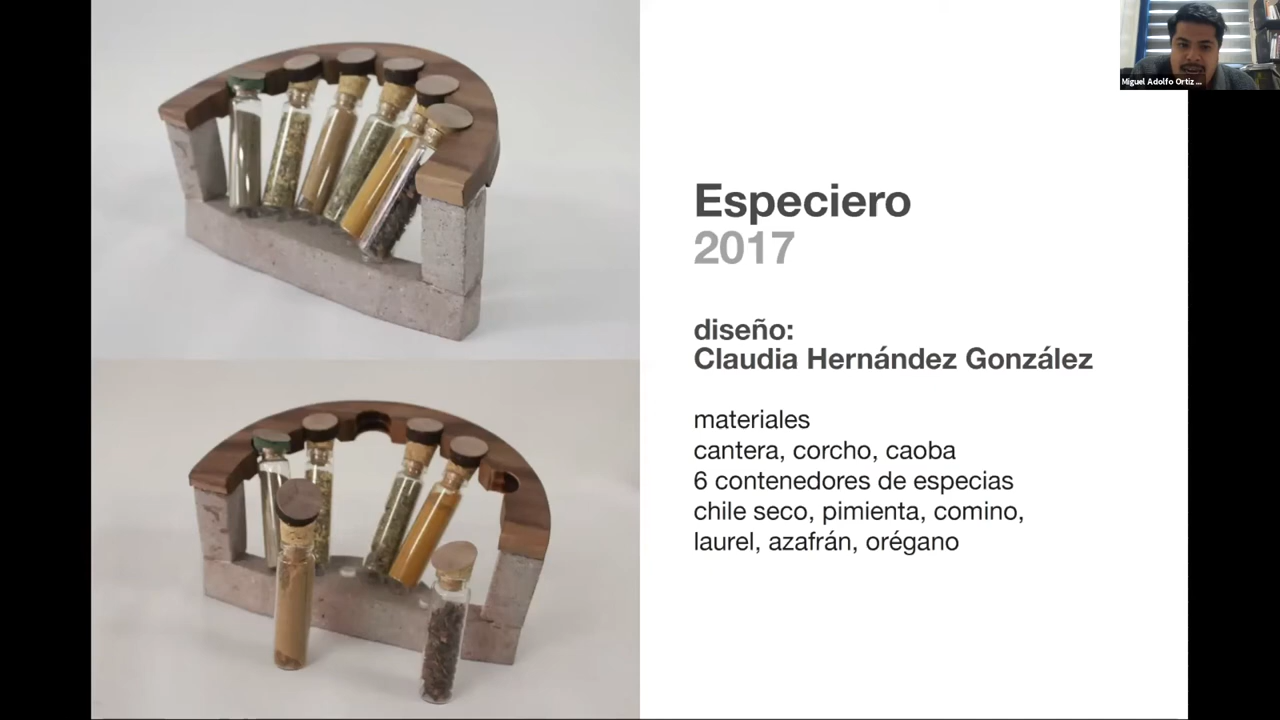 Miguel Adolfo Ortiz ...
Especiero
2017
diseño:
Claudia Hernández González
materiales
cantera, corcho, caoba
6 contenedores de especias
chile seco, pimienta, comino,
laurel, azafrán, orégano